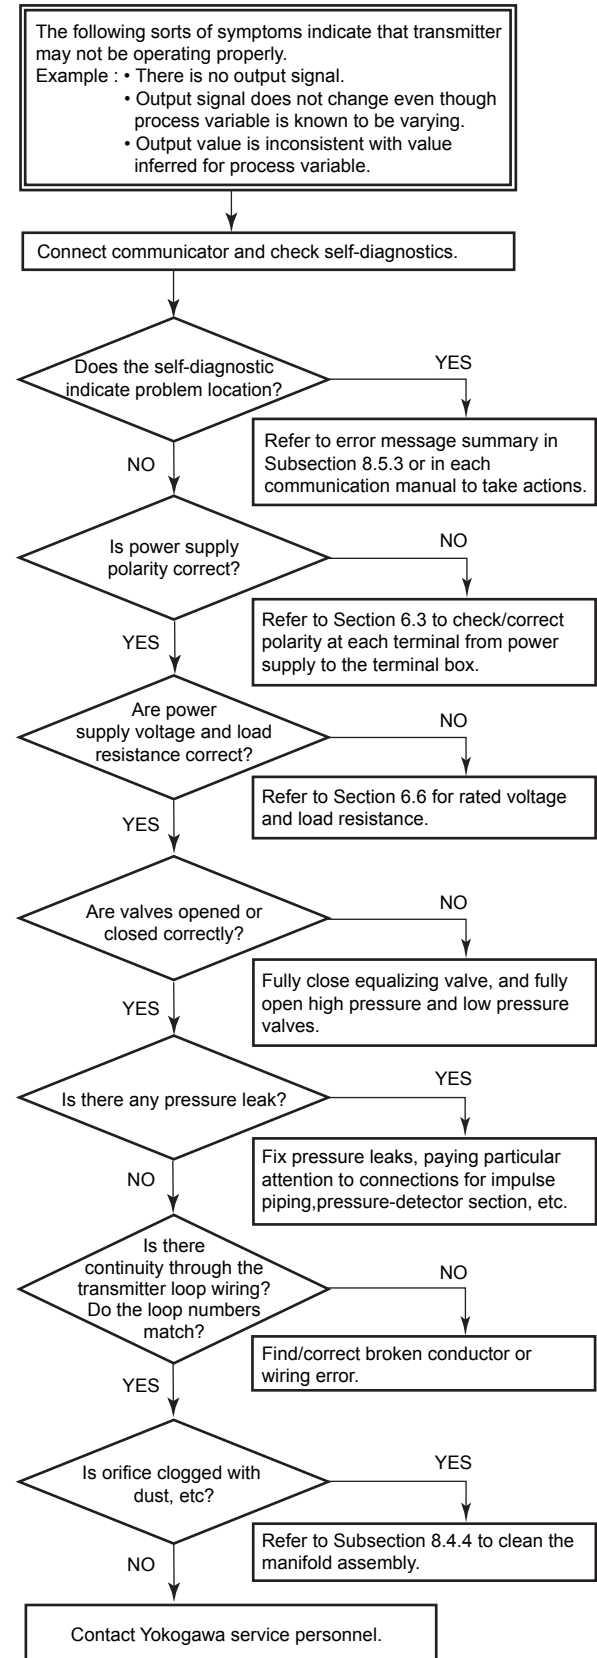 The following sorts of symptoms indicate that transmitter
may not be operating properly.
Example : • There is no output signal.
• Output signal does not change even though
process variable is known to be varying.
• Output value is inconsistent with value
inferred for process variable.
Connect communicator and check self-diagnostics.
Does the self-diagnostic
indicate problem location?
YES
Refer to error message summary in
Subsection 8.5.3 or in each
communication manual to take actions.
NO
Is power supply
polarity correct?
NO
Refer to Section 6.3 to check/correct
polarity at each terminal from power
supply to the terminal box.
YES
Are power
supply voltage and load
resistance correct?
NO
Refer to Section 6.6 for rated voltage
and load resistance.
YES
Are valves opened or
closed correctly?
NO
Fully close equalizing valve, and fully
open high pressure and low pressure
valves.
YES
Is there any pressure leak?
YES
Fix pressure leaks, paying particular
attention to connections for impulse
piping,pressure-detector section, etc.
NO
Is there
continuity through the
transmitter loop wiring?
Do the loop numbers
match?
NO
Find/correct broken conductor or
wiring error.
YES
Is orifice clogged with
dust, etc?
YES
Refer to Subsection 8.4.4 to clean the
manifold assembly.
NO
Contact Yokogawa service personnel.